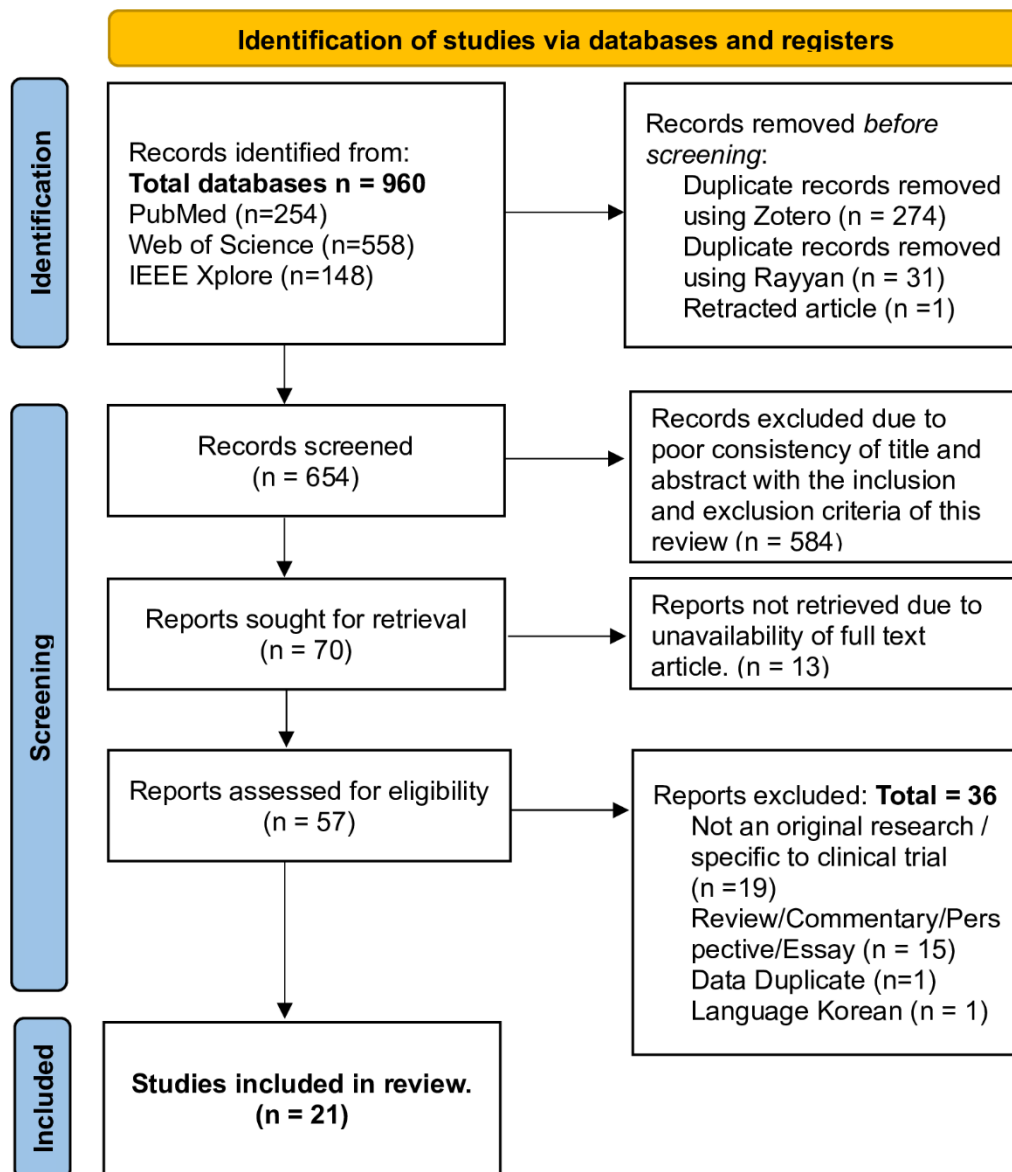 Identification of studies via databases and registers
Identification
Records identified from:
Total databases n = 960
PubMed (n=254)
Web of Science (n=558)
IEEE Xplore (n=148)
Records removed before
screening:
Duplicate records removed
using Zotero (n = 274)
Duplicate records removed
using Rayyan (n = 31)
Retracted article (n =1)
Screening
Records screened
(n = 654)
Records excluded due to
poor consistency of title and
abstract with the inclusion
and exclusion criteria of this
review (n = 584)
Reports sought for retrieval
(n = 70)
Reports not retrieved due to
unavailability of full text
article. (n = 13)
Reports assessed for eligibility
(n = 57)
Reports excluded: Total = 36
Not an original research /
specific to clinical trial
(n =19)
Review/Commentary/Pers
pective/Essay (n = 15)
Data Duplicate (n=1)
Language Korean (n = 1)
Included
Studies included in review.
(n = 21)